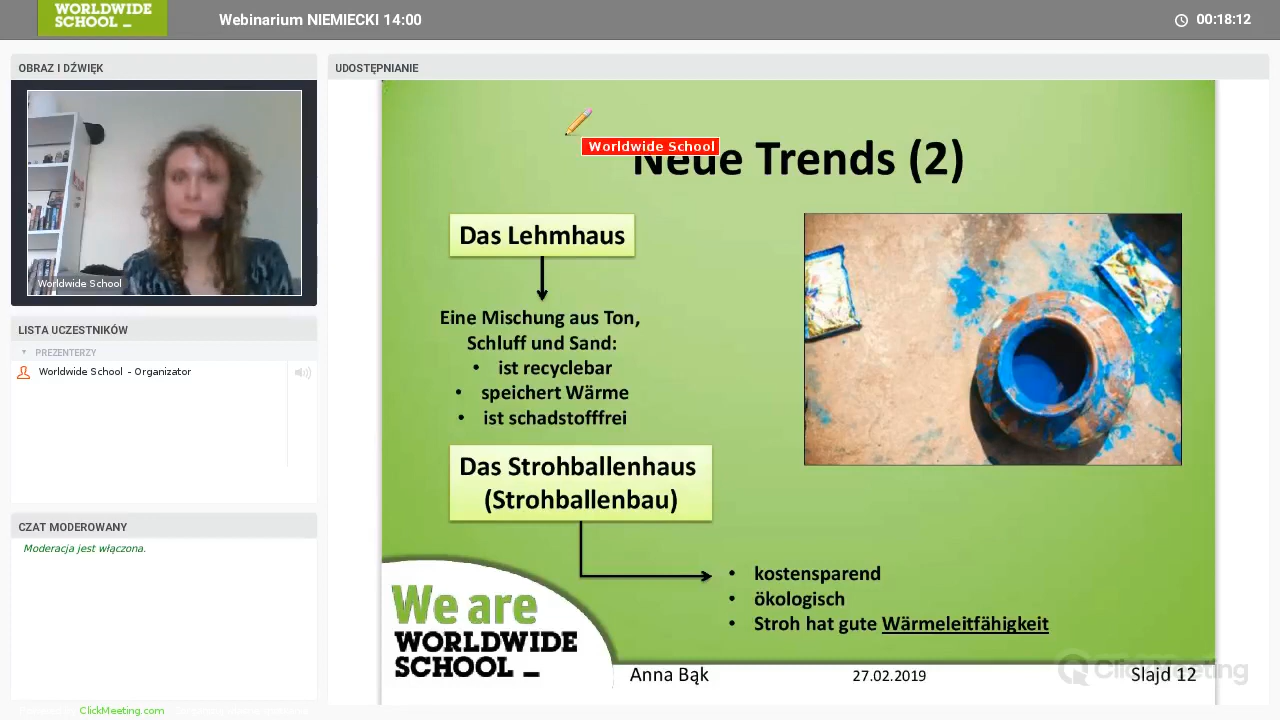 WORLDWIDE
SCHOOL _
Webinarium NIEMIECKI 14:00
00:18:12
OBRAZ I DŹWIĘK
Worldwide School
LISTA UCZESTNIKÓW
PREZENTERZY
Worldwide School - Organizator
CZAT MODEROWANY
Moderacja jest włączona.
ClickMeeting.com
UDOSTĘPNIANIE
Worldwide School
Neue Trends (2)
Das Lehmhaus
Eine Mischung aus Ton,
Schluff und Sand:
• ist recyclebar
• speichert Wärme
• ist schadstofffrei
Das Strohballenhaus
(Strohballenbau)
• kostensparend
• ökologisch
• Stroh hat gute Wärmeleitfähigkeit
We are
WORLDWIDE
SCHOOL _
Anna Bąk
27.02.2019
Slajd 12
ClickMeeting